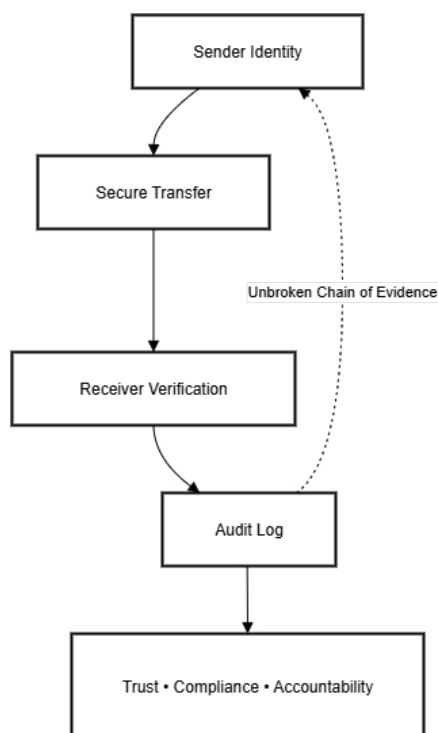 Sender Identity
Secure Transfer
Unbroken Chain of Evidence
Receiver Verification
Audit Log
Trust • Compliance • Accountability